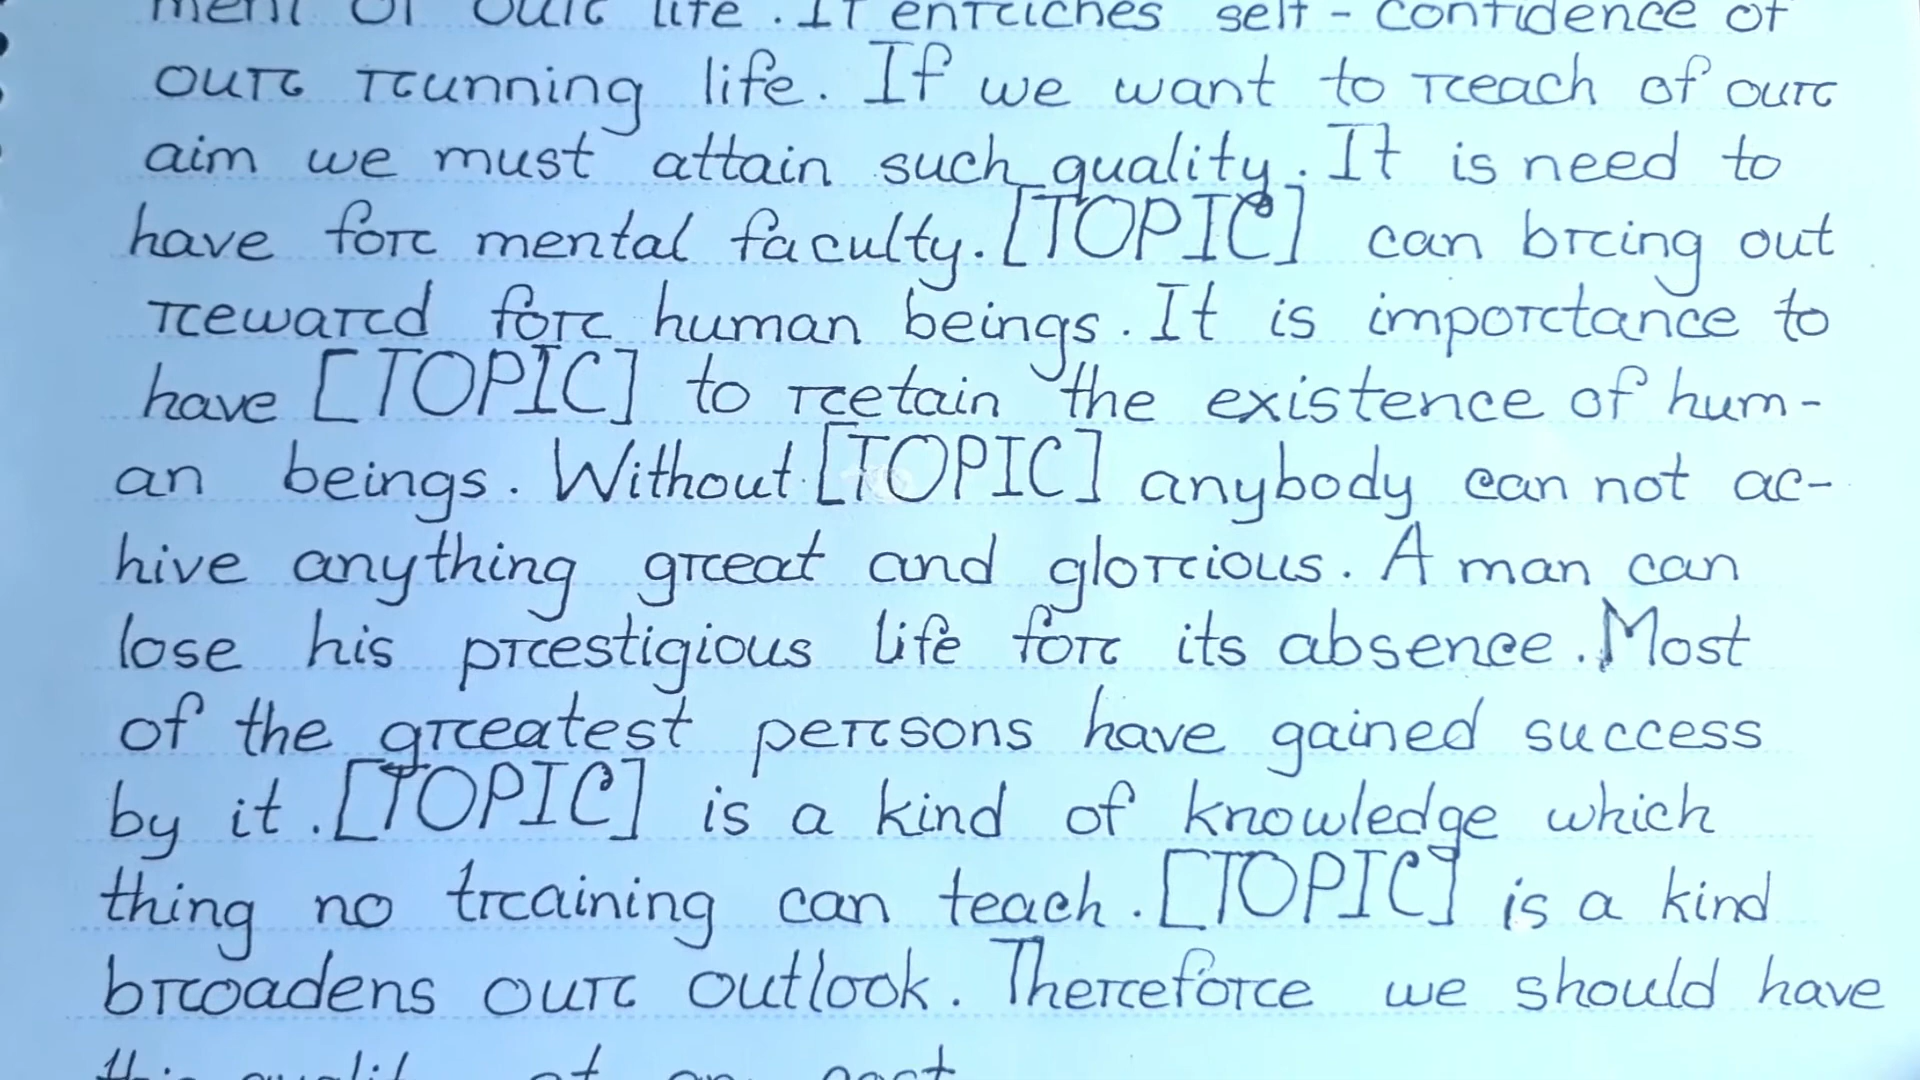 ment of our life. It enriches self-confidence of
our running life. If we want to reach of our
aim we must attain such quality. It is need to
have for mental faculty. [TOPIC] can bring out
reward for human beings. It is importance to
have [TOPIC] to retain the existence of hum-
an beings. Without [TOPIC] anybody can not ac-
hive anything great and glorious. A man can
lose his prestigious life for its absence. Most
of the greatest persons have gained success
by it. [TOPIC] is a kind of knowledge which
thing no training can teach. [TOPIC] is a kind
broadens our outlook. Therefore we should have